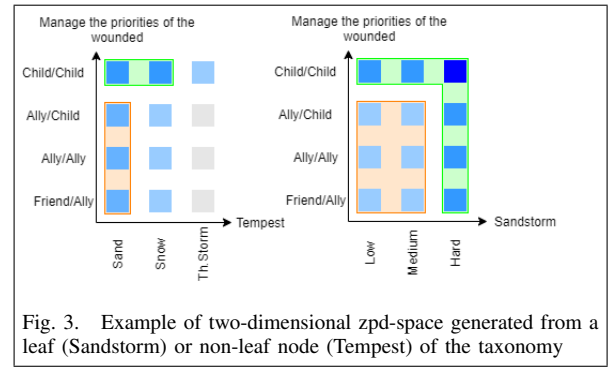 Manage the priorities of the
wounded
Child/Child
Ally/Child
Ally/Ally
Friend/Ally
Tempest
Sand
Snow
Th.Storm
Manage the priorities of the
wounded
Child/Child
Ally/Child
Ally/Ally
Friend/Ally
Sandstorm
Low
Medium
Hard
Fig. 3. Example of two-dimensional zpd-space generated from a
leaf (Sandstorm) or non-leaf node (Tempest) of the taxonomy